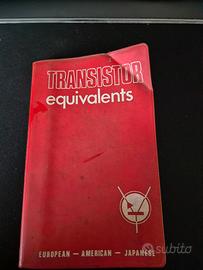 TRANSISTOR
equivalents
EUROPEAN — AMERICAN — JAPANESE
subito